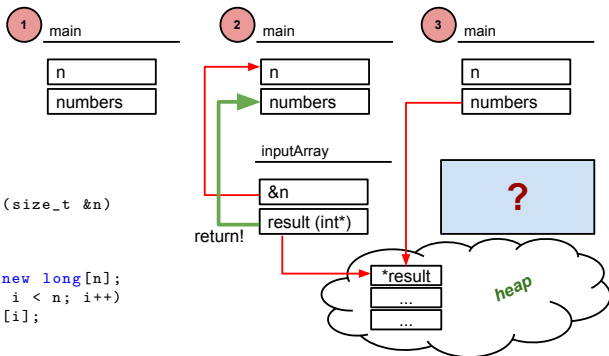 1 main
n
numbers
2 main
n
numbers
inputArray
&n
result (int*)
return!
3 main
n
numbers
?
*result
...
...
heap
(size_t &n)
new long[n];
i < n; i++)
[i];